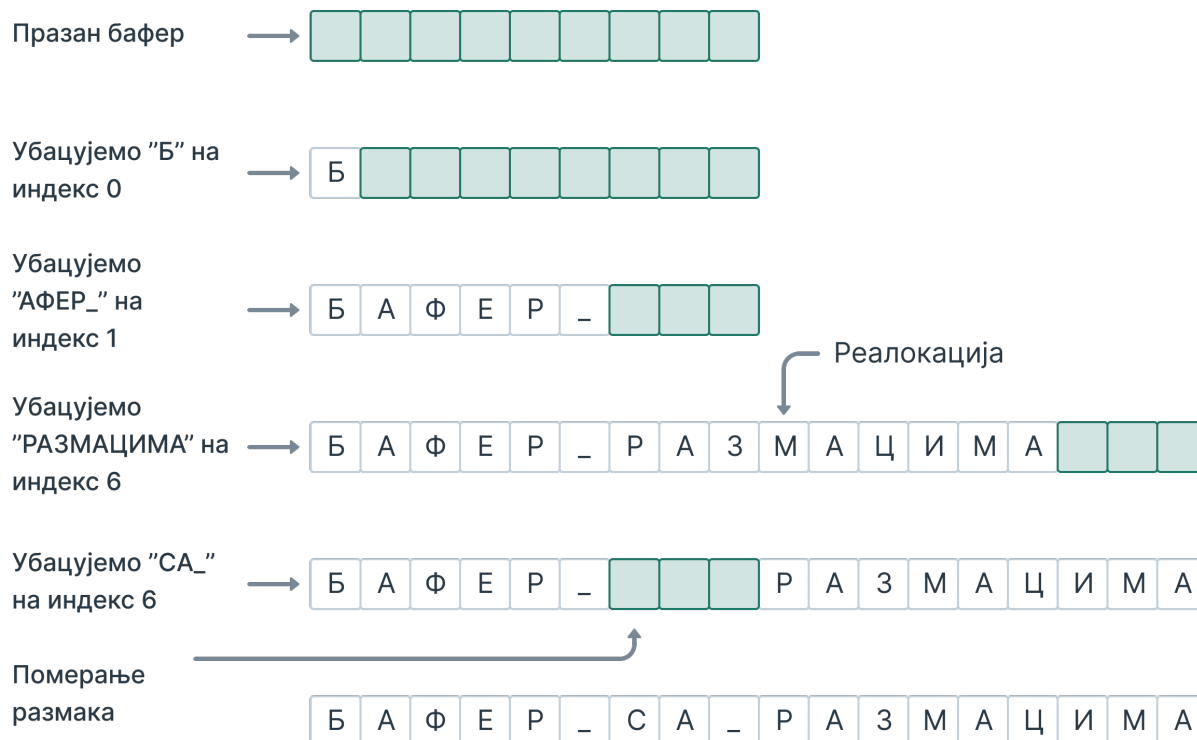 Празан бафер
Убацујемо ”Б” на
индекс 0
Б
Убацујемо
”АФЕР_” на
индекс 1
Б А Ф Е Р _
Реалокација
Убацујемо
”РАЗМАЦИМА” на
индекс 6
Б А Ф Е Р _ Р А З М А Ц И М А
Убацујемо ”СА_”
на индекс 6
Б А Ф Е Р _ Р А З М А Ц И М А
Померање
размака
Б А Ф Е Р _ С А _ Р А З М А Ц И М А